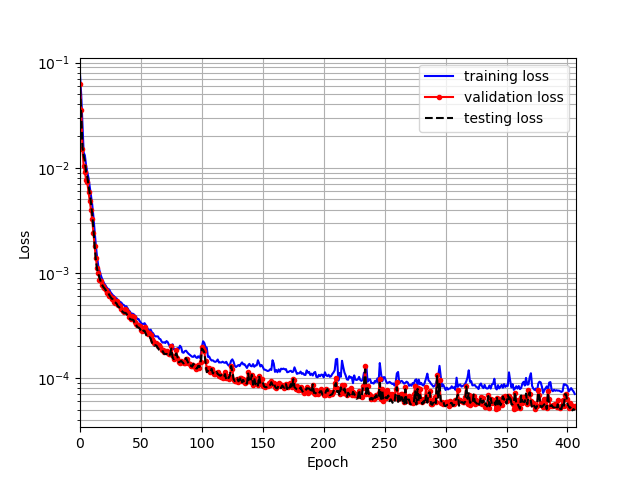 10⁻¹
10⁻²
10⁻³
10⁻⁴
Loss
training loss
validation loss
testing loss
0 50 100 150 200 250 300 350 400
Epoch